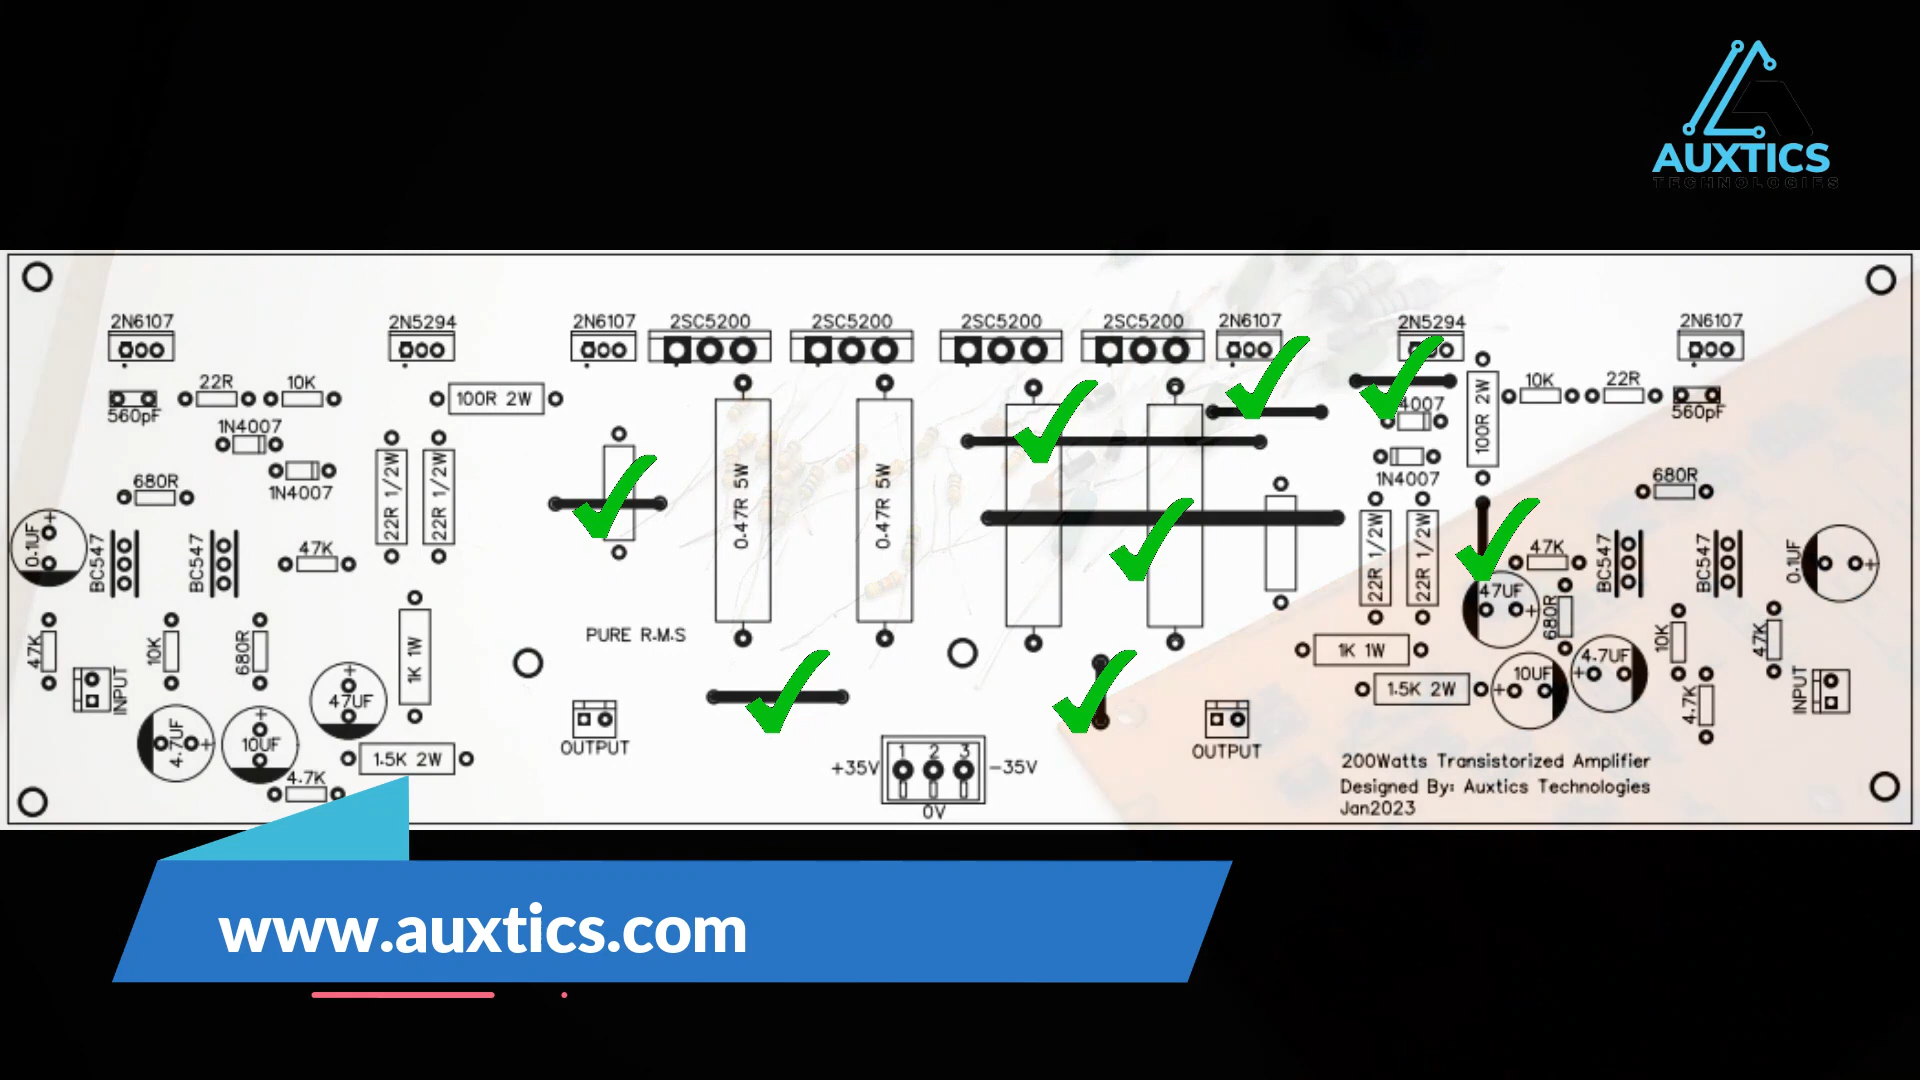 AUXTICS
TECHNOLOGIES
2N6107
2N5294
2N6107
2SC5200
2SC5200
2SC5200
2SC5200
2N6107
2N5294
2N6107
22R
10K
100R 2W
10K
22R
560pF
4007
100R 2W
560pF
1N4007
1N4007
1N4007
680R
22R 1/2W
22R 1/2W
0.47R 5W
0.47R 5W
680R
0.1UF
+
BC547
BC547
47K
22R 1/2W
22R 1/2W
47K
BC547
BC547
0.1UF
+
47UF
+
680R
47K
10K
680R
1K 1W
PURE R.M.S
1K 1W
10K
47K
INPUT
47UF
+
1.5K 2W
+
10UF
4.7UF
+
4.7K
INPUT
4.7UF
+
10UF
+
1.5K 2W
4.7K
OUTPUT
OUTPUT
1 2 3
+35V
-35V
0V
200Watts Transistorized Amplifier
Designed By: Auxtics Technologies
Jan2023
www.auxtics.com